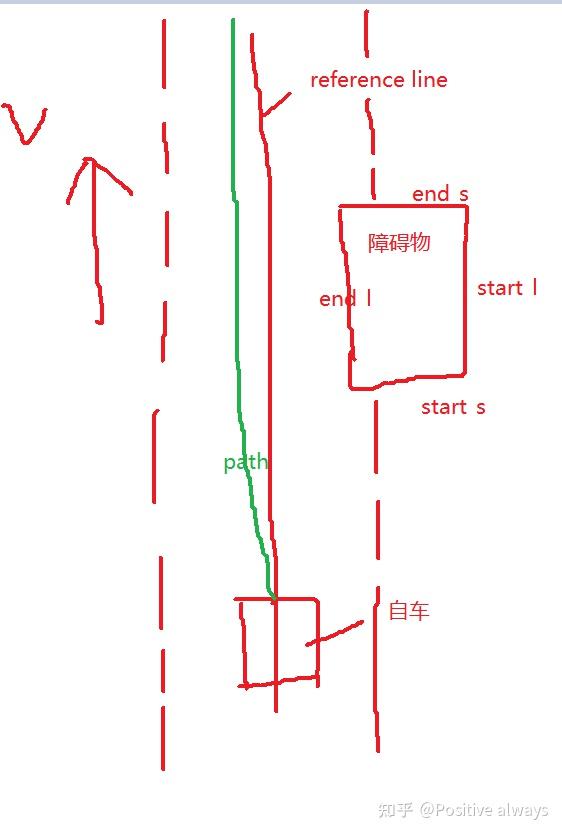 reference line
V
end s
障碍物
end l
start l
start s
path
自车
知乎 @Positive always